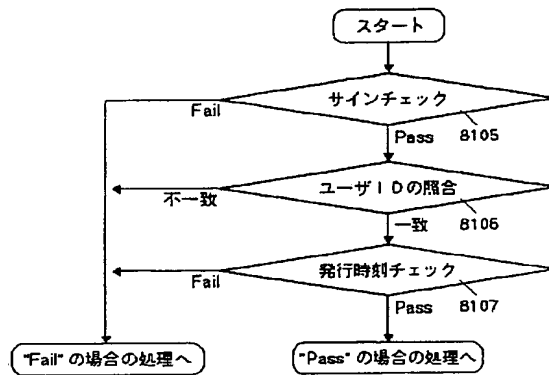 スタート
サインチェック
Fail
Pass
8105
ユーザIDの照合
不一致
一致
8106
発行時刻チェック
Fail
Pass
8107
"Fail" の場合の処理へ
"Pass" の場合の処理へ